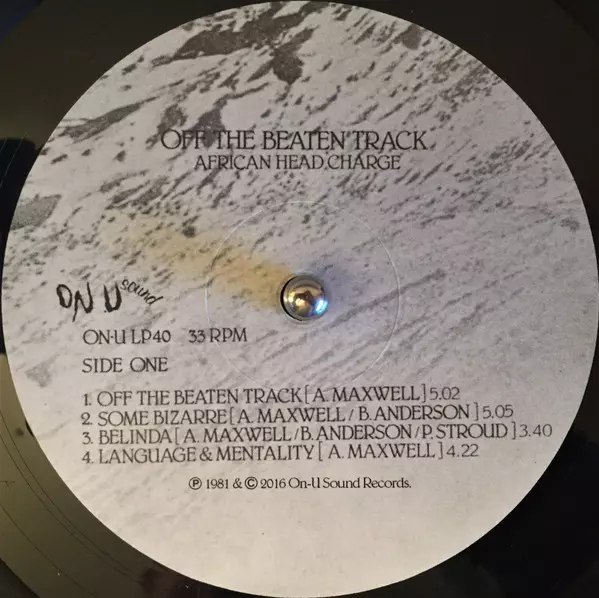 OFF THE BEATEN TRACK
AFRICAN HEAD CHARGE
ON U sound
ON-U LP40 33 RPM
SIDE ONE
1. OFF THE BEATEN TRACK [ A. MAXWELL ] 5.02
2. SOME BIZARRE [ A. MAXWELL / B. ANDERSON ] 5.05
3. BELINDA [ A. MAXWELL / B. ANDERSON / P. STROUD ] 3.40
4. LANGUAGE & MENTALITY [ A. MAXWELL ] 4.22
℗ 1981 & © 2016 On-U Sound Records.